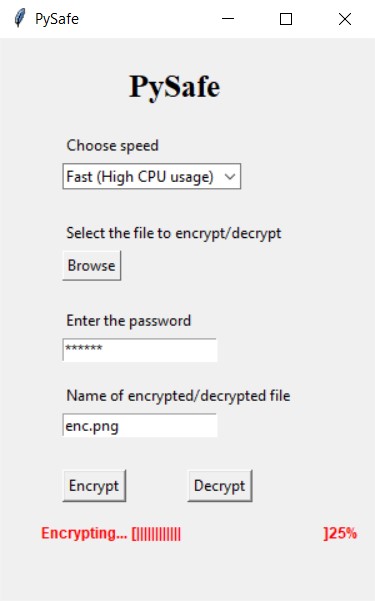 PySafe
PySafe
Choose speed
Fast (High CPU usage)
Select the file to encrypt/decrypt
Browse
Enter the password
******
Name of encrypted/decrypted file
enc.png
Encrypt Decrypt
Encrypting... [|||||||||||| ]25%